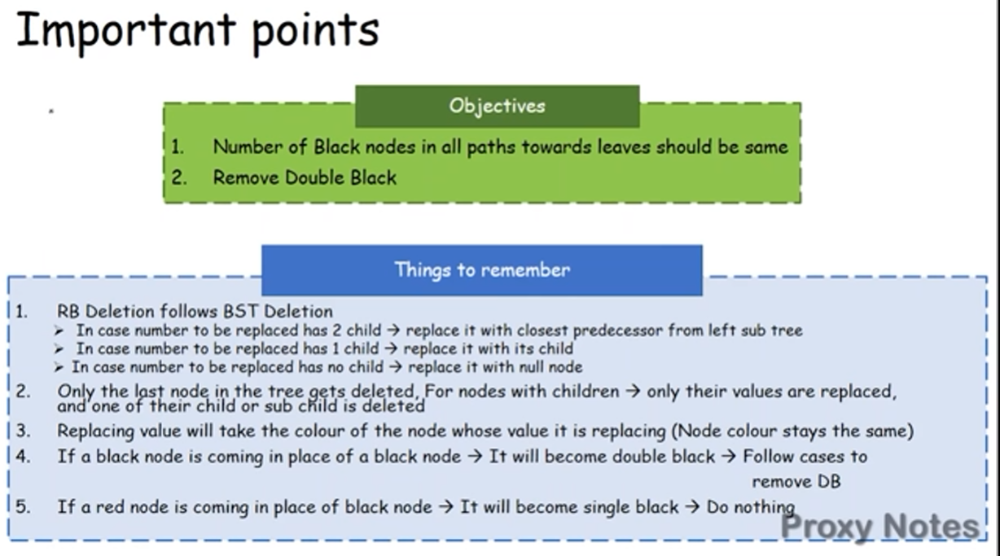 Important points
Objectives
1. Number of Black nodes in all paths towards leaves should be same
2. Remove Double Black
Things to remember
1. RB Deletion follows BST Deletion
➤ In case number to be replaced has 2 child → replace it with closest predecessor from left sub tree
➤ In case number to be replaced has 1 child → replace it with its child
➤ In case number to be replaced has no child → replace it with null node
2. Only the last node in the tree gets deleted, For nodes with children → only their values are replaced,
and one of their child or sub child is deleted
3. Replacing value will take the colour of the node whose value it is replacing (Node colour stays the same)
4. If a black node is coming in place of a black node → It will become double black → Follow cases to
remove DB
5. If a red node is coming in place of black node → It will become single black → Do nothing
Proxy Notes